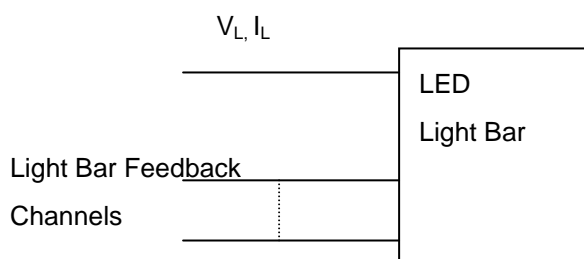 VL, IL
LED
Light Bar
Light Bar Feedback
Channels